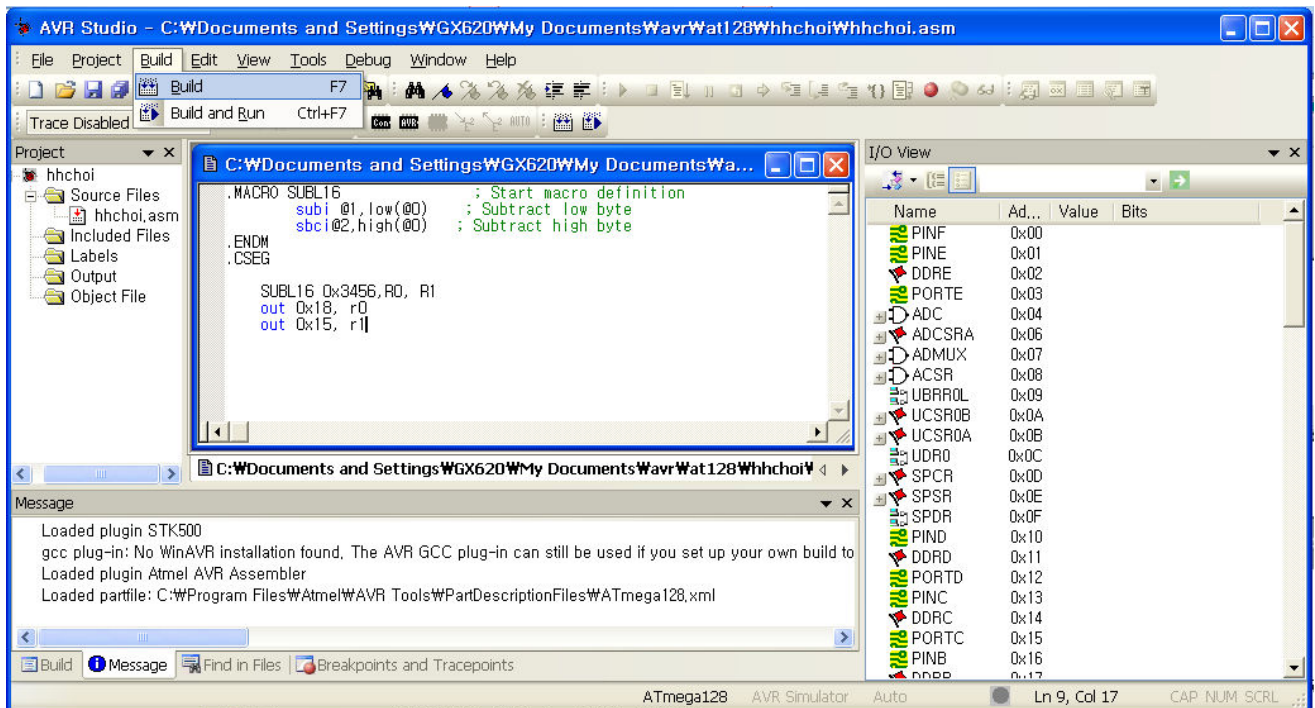 AVR Studio - C:₩Documents and Settings₩GX620₩My Documents₩avr₩at128₩hhchoi₩hhchoi.asm
File Project Build Edit View Tools Debug Window Help
Build F7
Build and Run Ctrl+F7
Trace Disabled
Con AVR AUTO
Project
hhchoi
Source Files
hhchoi.asm
Included Files
Labels
Output
Object File
C:₩Documents and Settings₩GX620₩My Documents₩a...
.MACRO SUBL16 ; Start macro definition
subi @1,low(@0) ; Subtract low byte
sbci@2,high(@0) ; Subtract high byte
.ENDM
.CSEG
SUBL16 0x3456,R0, R1
out 0x18, r0
out 0x15, r1
C:₩Documents and Settings₩GX620₩My Documents₩avr₩at128₩hhchoi₩
I/O View
Name Ad... Value Bits
PINF 0x00
PINE 0x01
DDRE 0x02
PORTE 0x03
ADC 0x04
ADCSRA 0x06
ADMUX 0x07
ACSR 0x08
UBRR0L 0x09
UCSR0B 0x0A
UCSR0A 0x0B
UDR0 0x0C
SPCR 0x0D
SPSR 0x0E
SPDR 0x0F
PIND 0x10
DDRD 0x11
PORTD 0x12
PINC 0x13
DDRC 0x14
PORTC 0x15
PINB 0x16
DDRB 0x17
Message
Loaded plugin STK500
gcc plug-in: No WinAVR installation found, The AVR GCC plug-in can still be used if you set up your own build to
Loaded plugin Atmel AVR Assembler
Loaded partfile: C:₩Program Files₩Atmel₩AVR Tools₩PartDescriptionFiles₩ATmega128.xml
Build Message Find in Files Breakpoints and Tracepoints
ATmega128 AVR Simulator Auto Ln 9, Col 17 CAP NUM SCRL